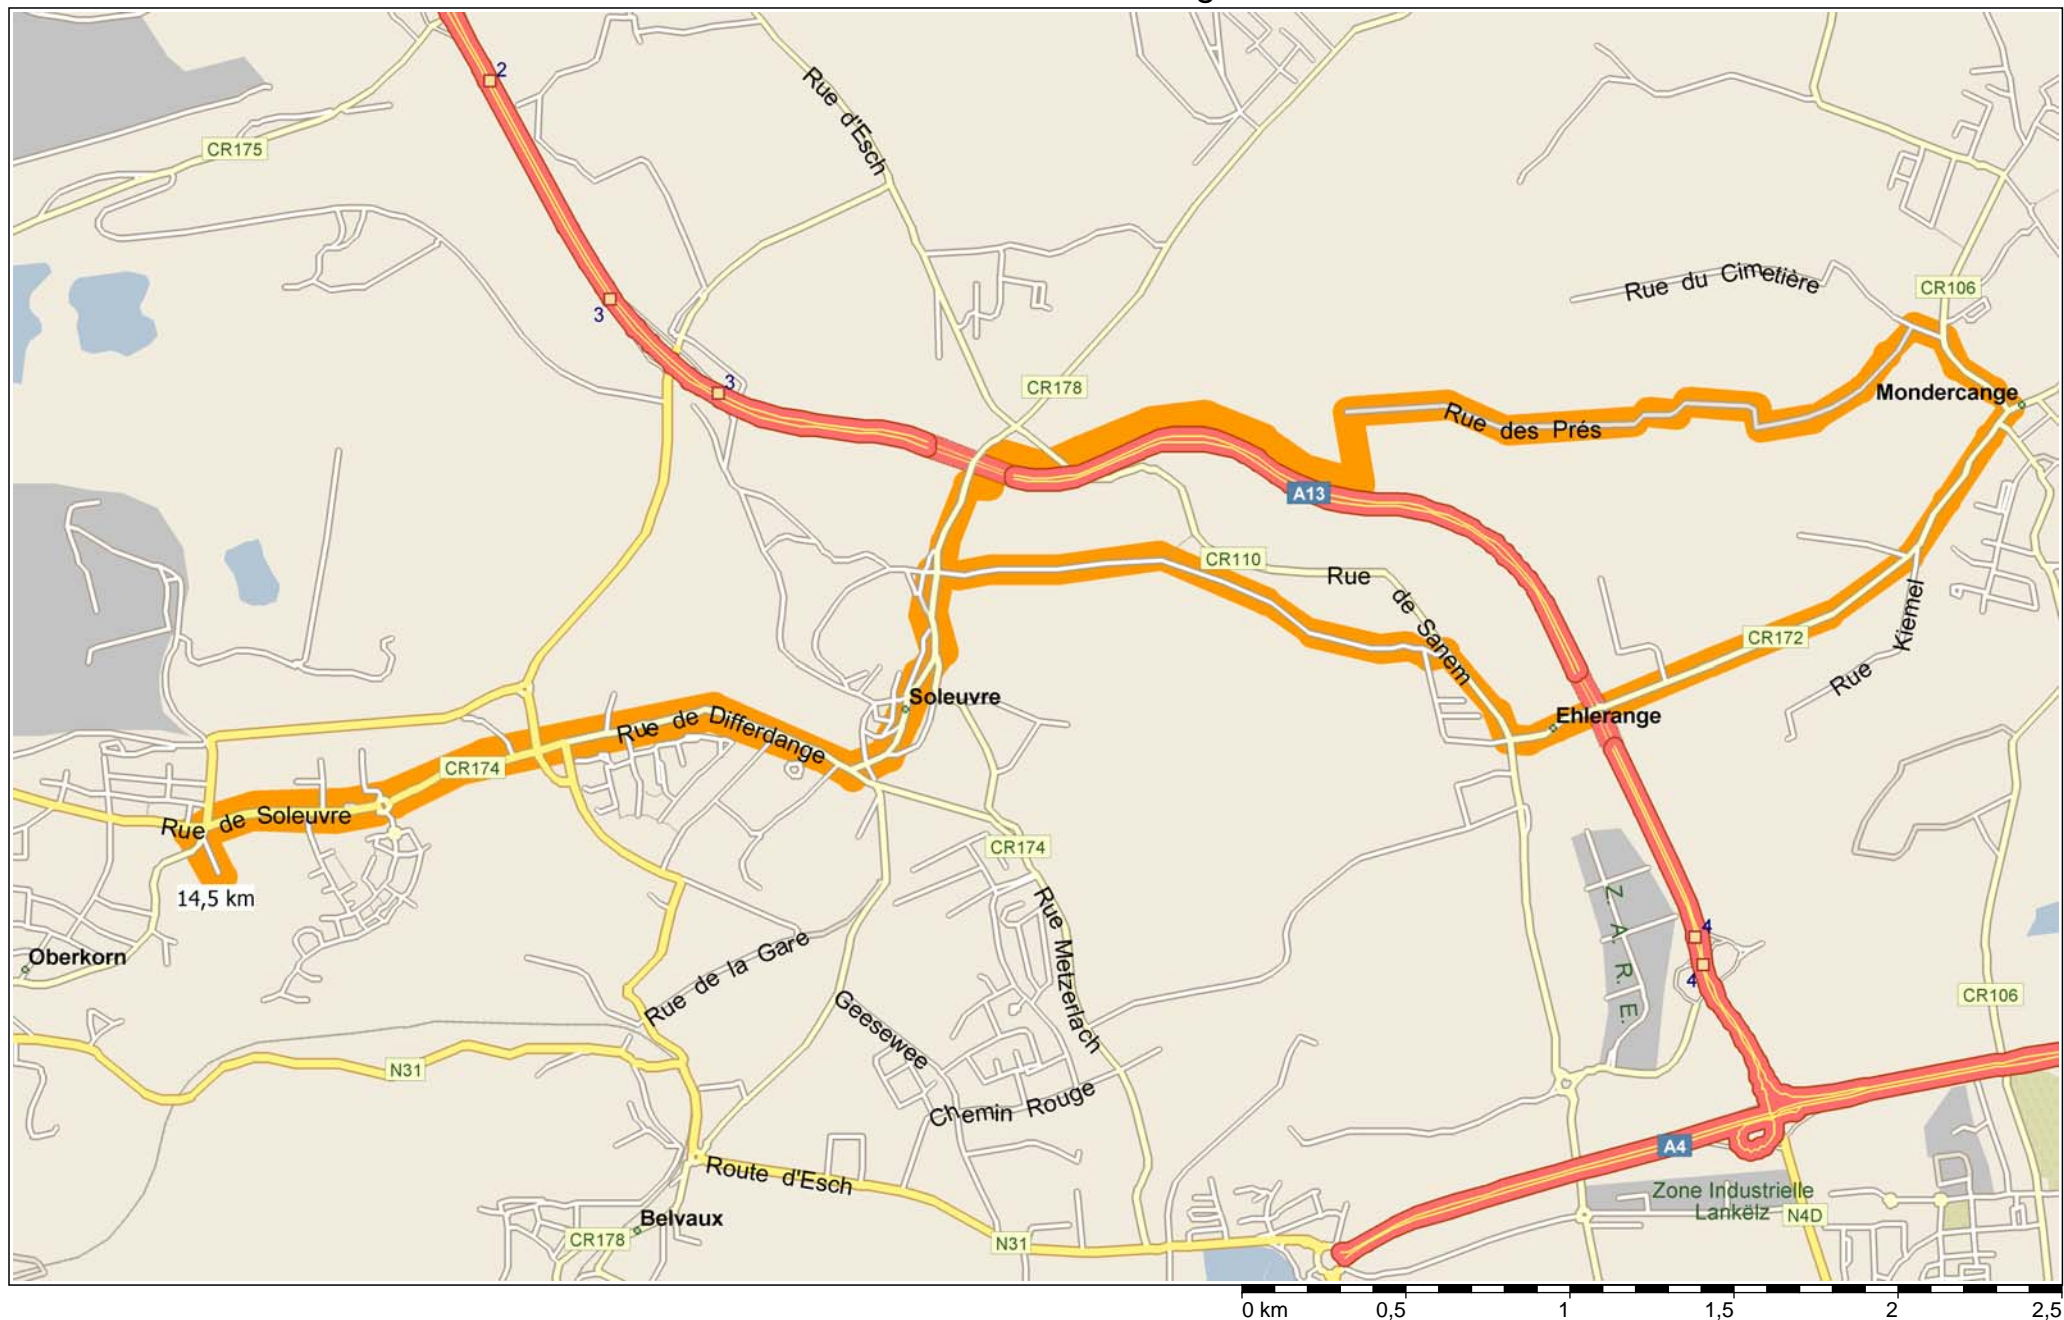 2
Rue d'Esch
CR175
Rue du Cimetière
CR106
3
3
CR178
Mondercange
Rue des Prés
A13
CR110
Rue de Sanem
Rue Kiemel
CR172
Soleuvre
Ehlerange
Rue de Differdange
CR174
Rue de Soleuvre
CR174
14,5 km
Rue Metzerlach
Z. A. R. E.
4
4
Oberkorn
Rue de la Gare
Geesewee
CR106
N31
Chemin Rouge
A4
Route d'Esch
Zone Industrielle
Lankëlz
N4D
Belvaux
CR178
N31
0 km 0,5 1 1,5 2 2,5